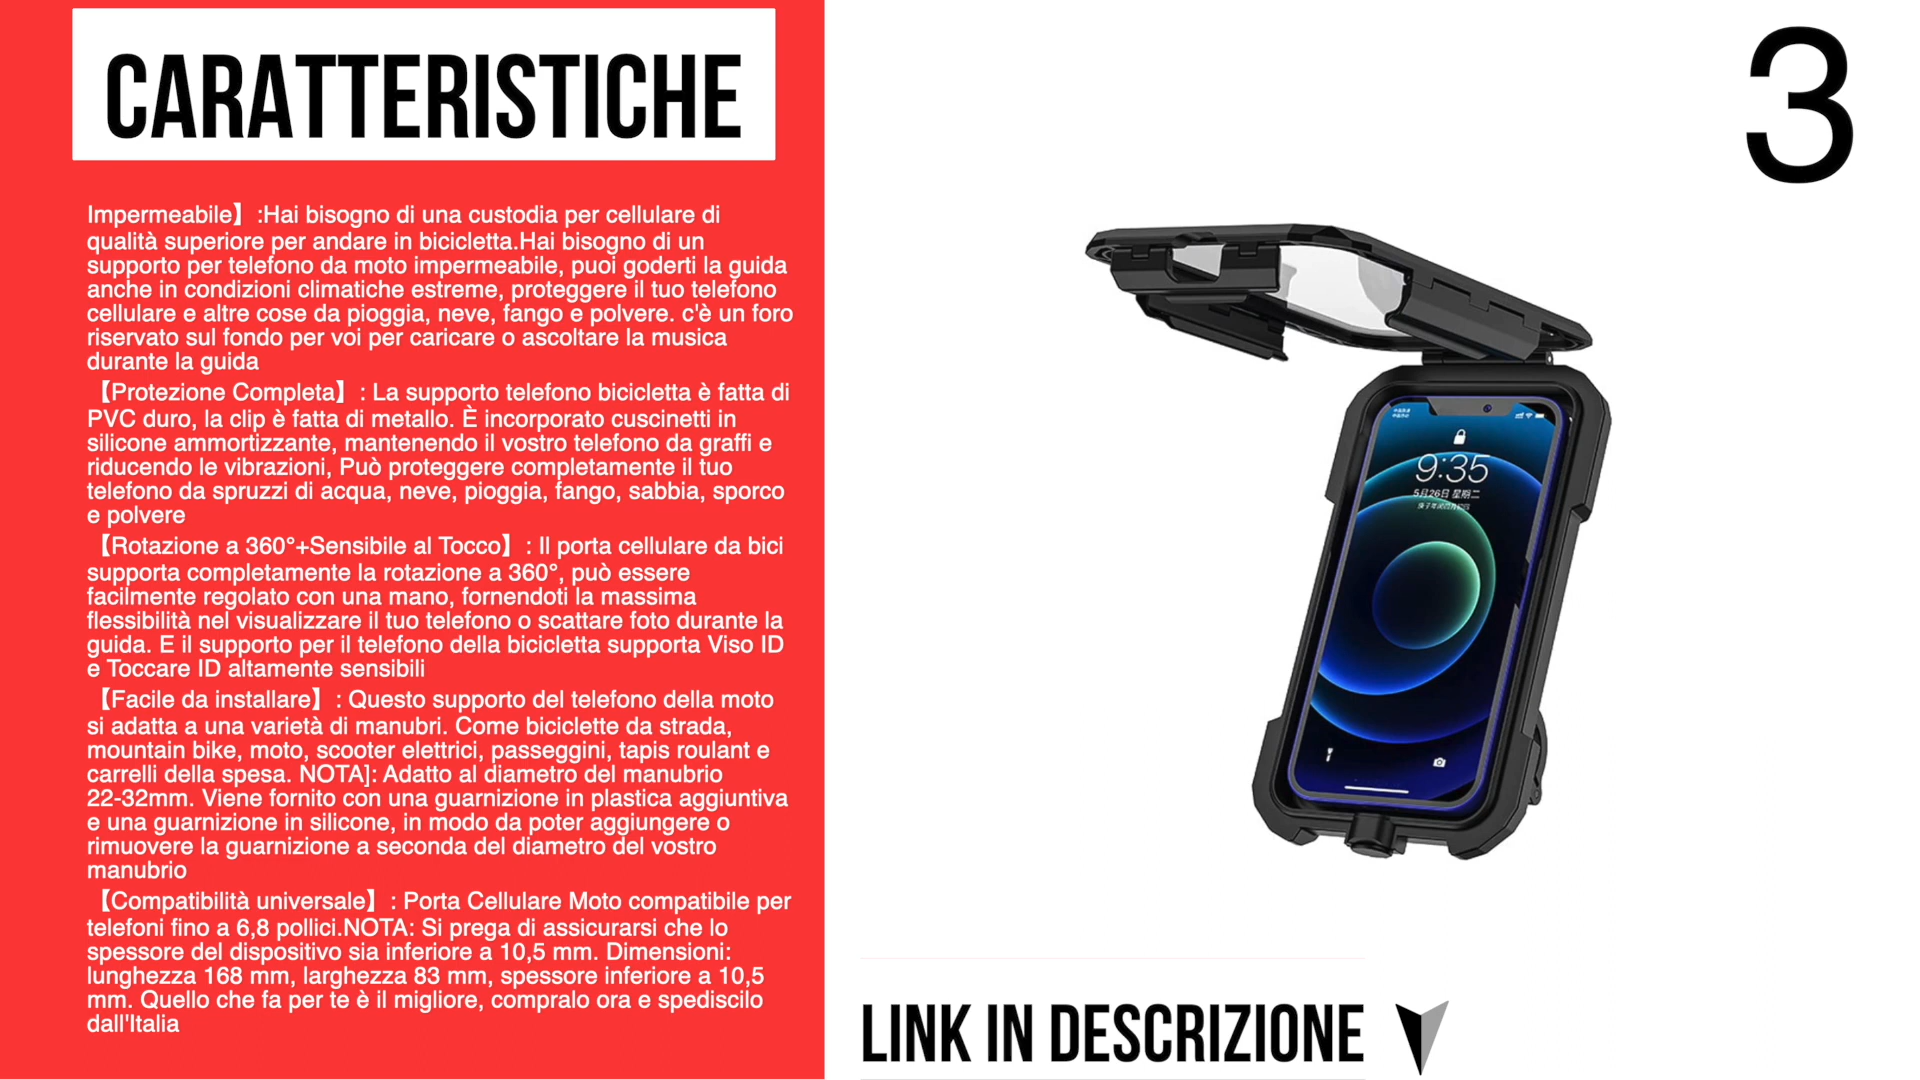 CARATTERISTICHE
3
Impermeabile】:Hai bisogno di una custodia per cellulare di
qualità superiore per andare in bicicletta.Hai bisogno di un
supporto per telefono da moto impermeabile, puoi goderti la guida
anche in condizioni climatiche estreme, proteggere il tuo telefono
cellulare e altre cose da pioggia, neve, fango e polvere. c'è un foro
riservato sul fondo per voi per caricare o ascoltare la musica
durante la guida
【Protezione Completa】: La supporto telefono bicicletta è fatta di
PVC duro, la clip è fatta di metallo. È incorporato cuscinetti in
silicone ammortizzante, mantenendo il vostro telefono da graffi e
riducendo le vibrazioni, Può proteggere completamente il tuo
telefono da spruzzi di acqua, neve, pioggia, fango, sabbia, sporco
e polvere
【Rotazione a 360°+Sensibile al Tocco】: Il porta cellulare da bici
supporta completamente la rotazione a 360°, può essere
facilmente regolato con una mano, fornendoti la massima
flessibilità nel visualizzare il tuo telefono o scattare foto durante la
guida. E il supporto per il telefono della bicicletta supporta Viso ID
e Toccare ID altamente sensibili
【Facile da installare】: Questo supporto del telefono della moto
si adatta a una varietà di manubri. Come biciclette da strada,
mountain bike, moto, scooter elettrici, passeggini, tapis roulant e
carrelli della spesa. NOTA]: Adatto al diametro del manubrio
22-32mm. Viene fornito con una guarnizione in plastica aggiuntiva
e una guarnizione in silicone, in modo da poter aggiungere o
rimuovere la guarnizione a seconda del diametro del vostro
manubrio
【Compatibilità universale】: Porta Cellulare Moto compatibile per
telefoni fino a 6,8 pollici.NOTA: Si prega di assicurarsi che lo
spessore del dispositivo sia inferiore a 10,5 mm. Dimensioni:
lunghezza 168 mm, larghezza 83 mm, spessore inferiore a 10,5
mm. Quello che fa per te è il migliore, compralo ora e spediscilo
dall'Italia
9:35
5月26日 星期二
LINK IN DESCRIZIONE